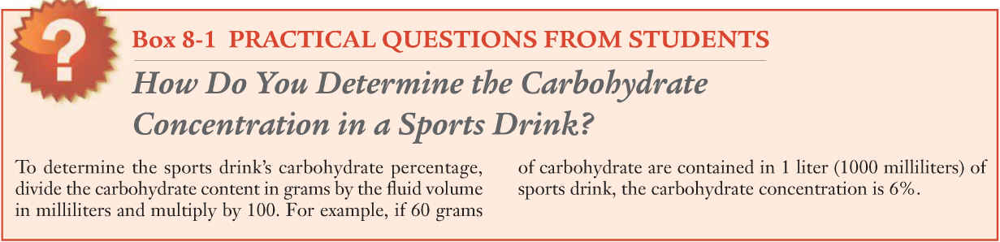 ?
Box 8-1 PRACTICAL QUESTIONS FROM STUDENTS
How Do You Determine the Carbohydrate
Concentration in a Sports Drink?
To determine the sports drink's carbohydrate percentage,
divide the carbohydrate content in grams by the fluid volume
in milliliters and multiply by 100. For example, if 60 grams
of carbohydrate are contained in 1 liter (1000 milliliters) of
sports drink, the carbohydrate concentration is 6%.